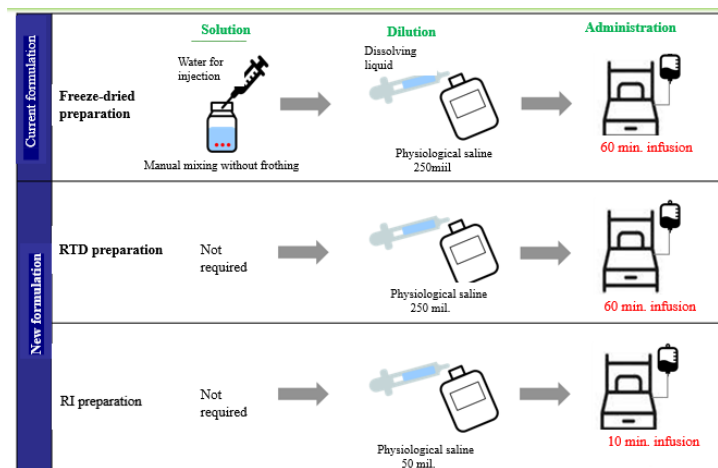 Solution
Dilution
Administration
Current formulation
Freeze-dried
preparation
Water for
injection
Manual mixing without frothing
Dissolving
liquid
Physiological saline
250miil
60 min. infusion
New formulation
RTD preparation
Not
required
Physiological saline
250 mil.
60 min. infusion
RI preparation
Not
required
Physiological saline
50 mil.
10 min. infusion